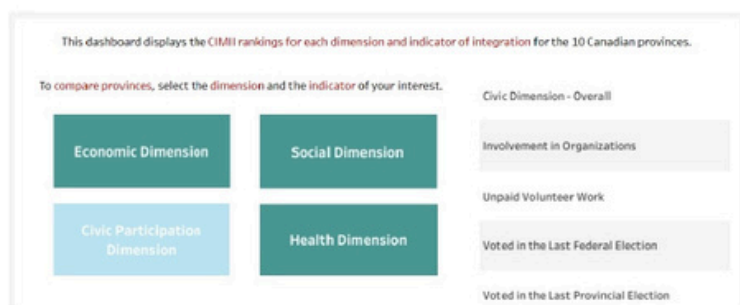 This dashboard displays the CIMII rankings for each dimension and indicator of integration for the 10 Canadian provinces.
To compare provinces, select the dimension and the indicator of your interest.
Economic Dimension
Social Dimension
Civic Participation
Dimension
Health Dimension
Civic Dimension - Overall
Involvement in Organizations
Unpaid Volunteer Work
Voted in the Last Federal Election
Voted in the Last Provincial Election